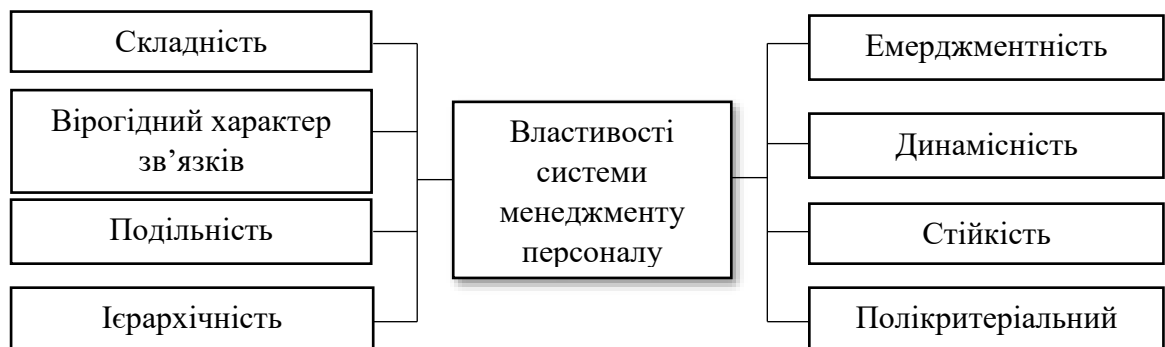 Складність
Вірогідний характер
зв’язків
Подільність
Ієрархічність
Властивості
системи
менеджменту
персоналу
Емерджментність
Динамісність
Стійкість
Полікритеріальний